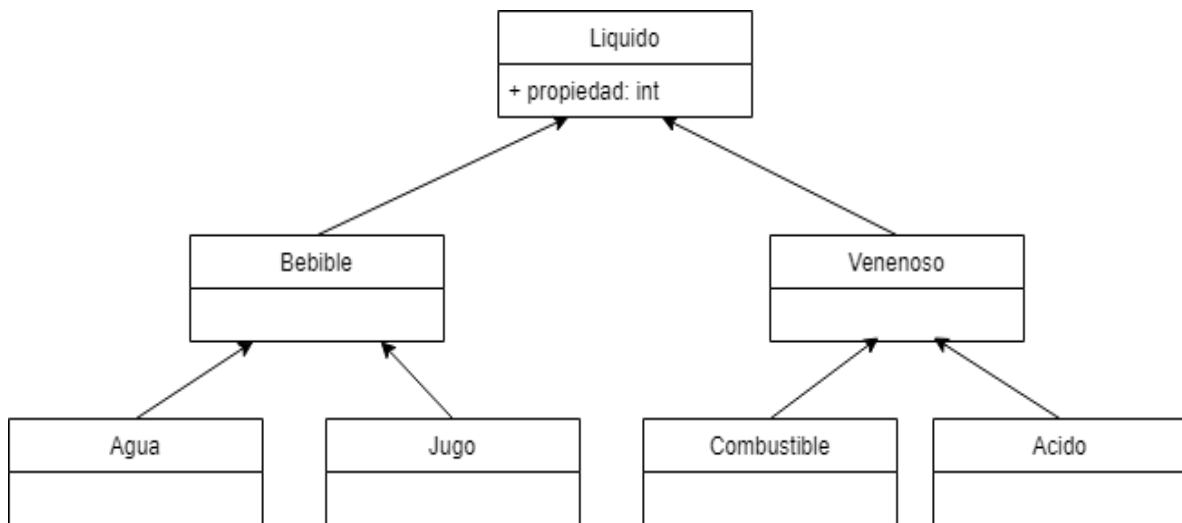 Liquido
+ propiedad: int
Bebible
Venenoso
Agua
Jugo
Combustible
Acido